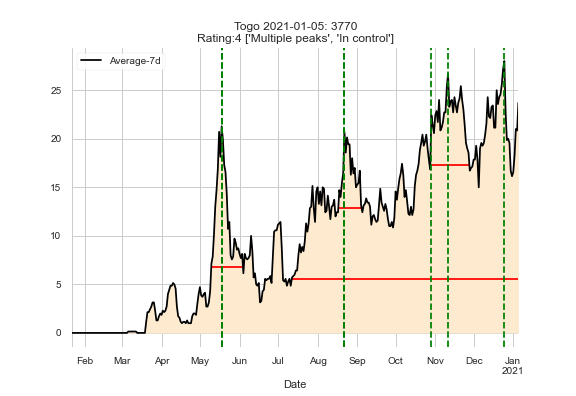 Togo 2021-01-05: 3770
Rating:4 ['Multiple peaks', 'In control']
Average-7d
25
20
15
10
5
0
Feb Mar Apr May Jun Jul Aug Sep Oct Nov Dec Jan
2021
Date